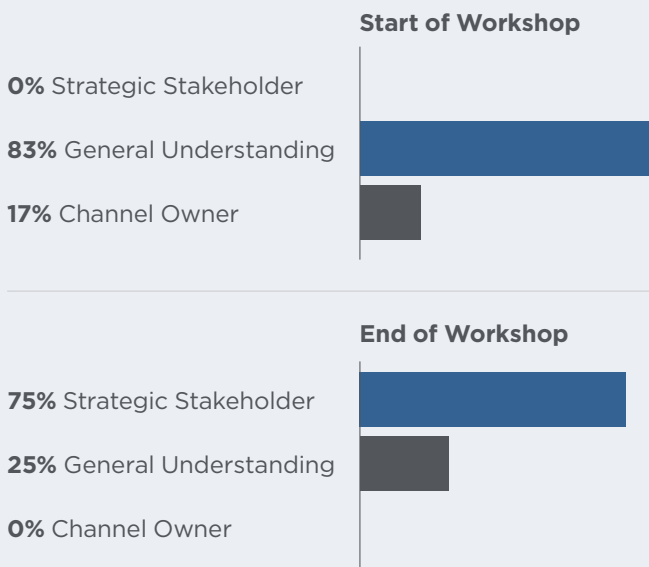 Start of Workshop
0% Strategic Stakeholder
83% General Understanding
17% Channel Owner
End of Workshop
75% Strategic Stakeholder
25% General Understanding
0% Channel Owner